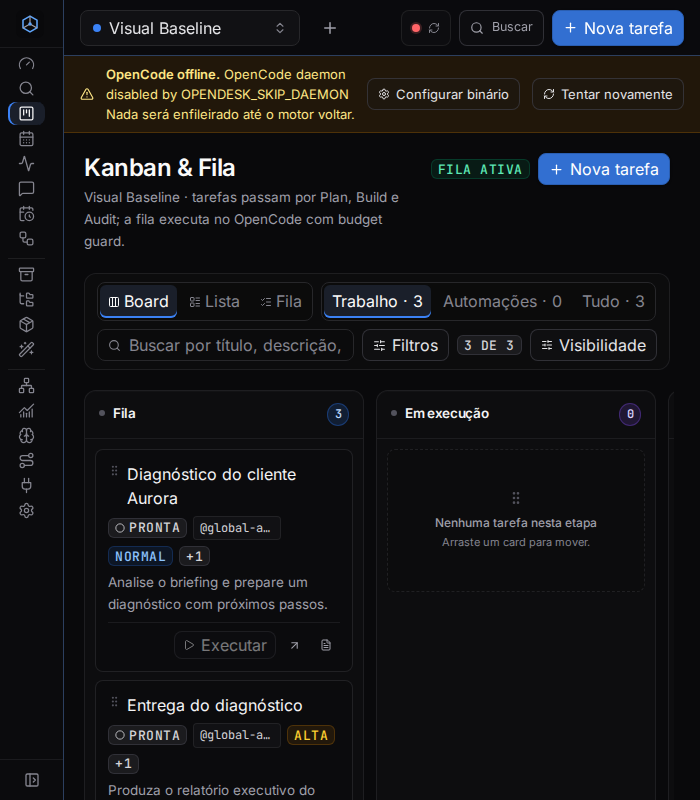 Visual Baseline
Buscar
Nova tarefa
OpenCode offline. OpenCode daemon
disabled by OPENDESK_SKIP_DAEMON
Nada será enfileirado até o motor voltar.
Configurar binário
Tentar novamente
Kanban & Fila
FILA ATIVA
Nova tarefa
Visual Baseline · tarefas passam por Plan, Build e
Audit; a fila executa no OpenCode com budget
guard.
Board
Lista
Fila
Trabalho · 3
Automações · 0
Tudo · 3
Buscar por título, descrição,
Filtros
3 DE 3
Visibilidade
Fila
3
Diagnóstico do cliente
Aurora
PRONTA
@global-a…
NORMAL
+1
Analise o briefing e prepare um
diagnóstico com próximos passos.
Executar
Entrega do diagnóstico
PRONTA
@global-a…
ALTA
+1
Produza o relatório executivo do
Em execução
0
Nenhuma tarefa nesta etapa
Arraste um card para mover.